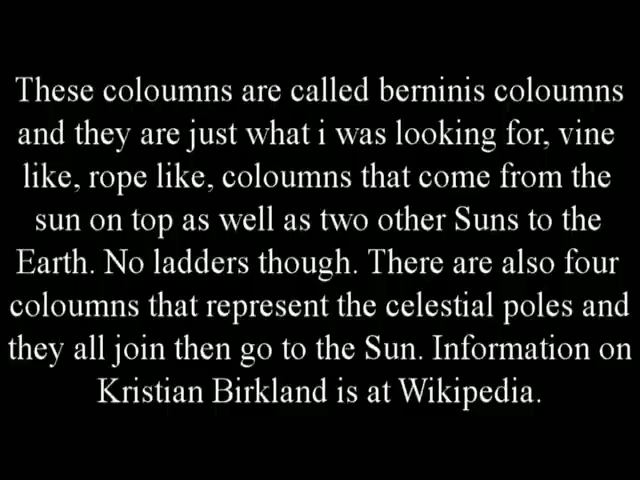 These coloumns are called berninis coloumns
and they are just what i was looking for, vine
like, rope like, coloumns that come from the
sun on top as well as two other Suns to the
Earth. No ladders though. There are also four
coloumns that represent the celestial poles and
they all join then go to the Sun. Information on
Kristian Birkland is at Wikipedia.